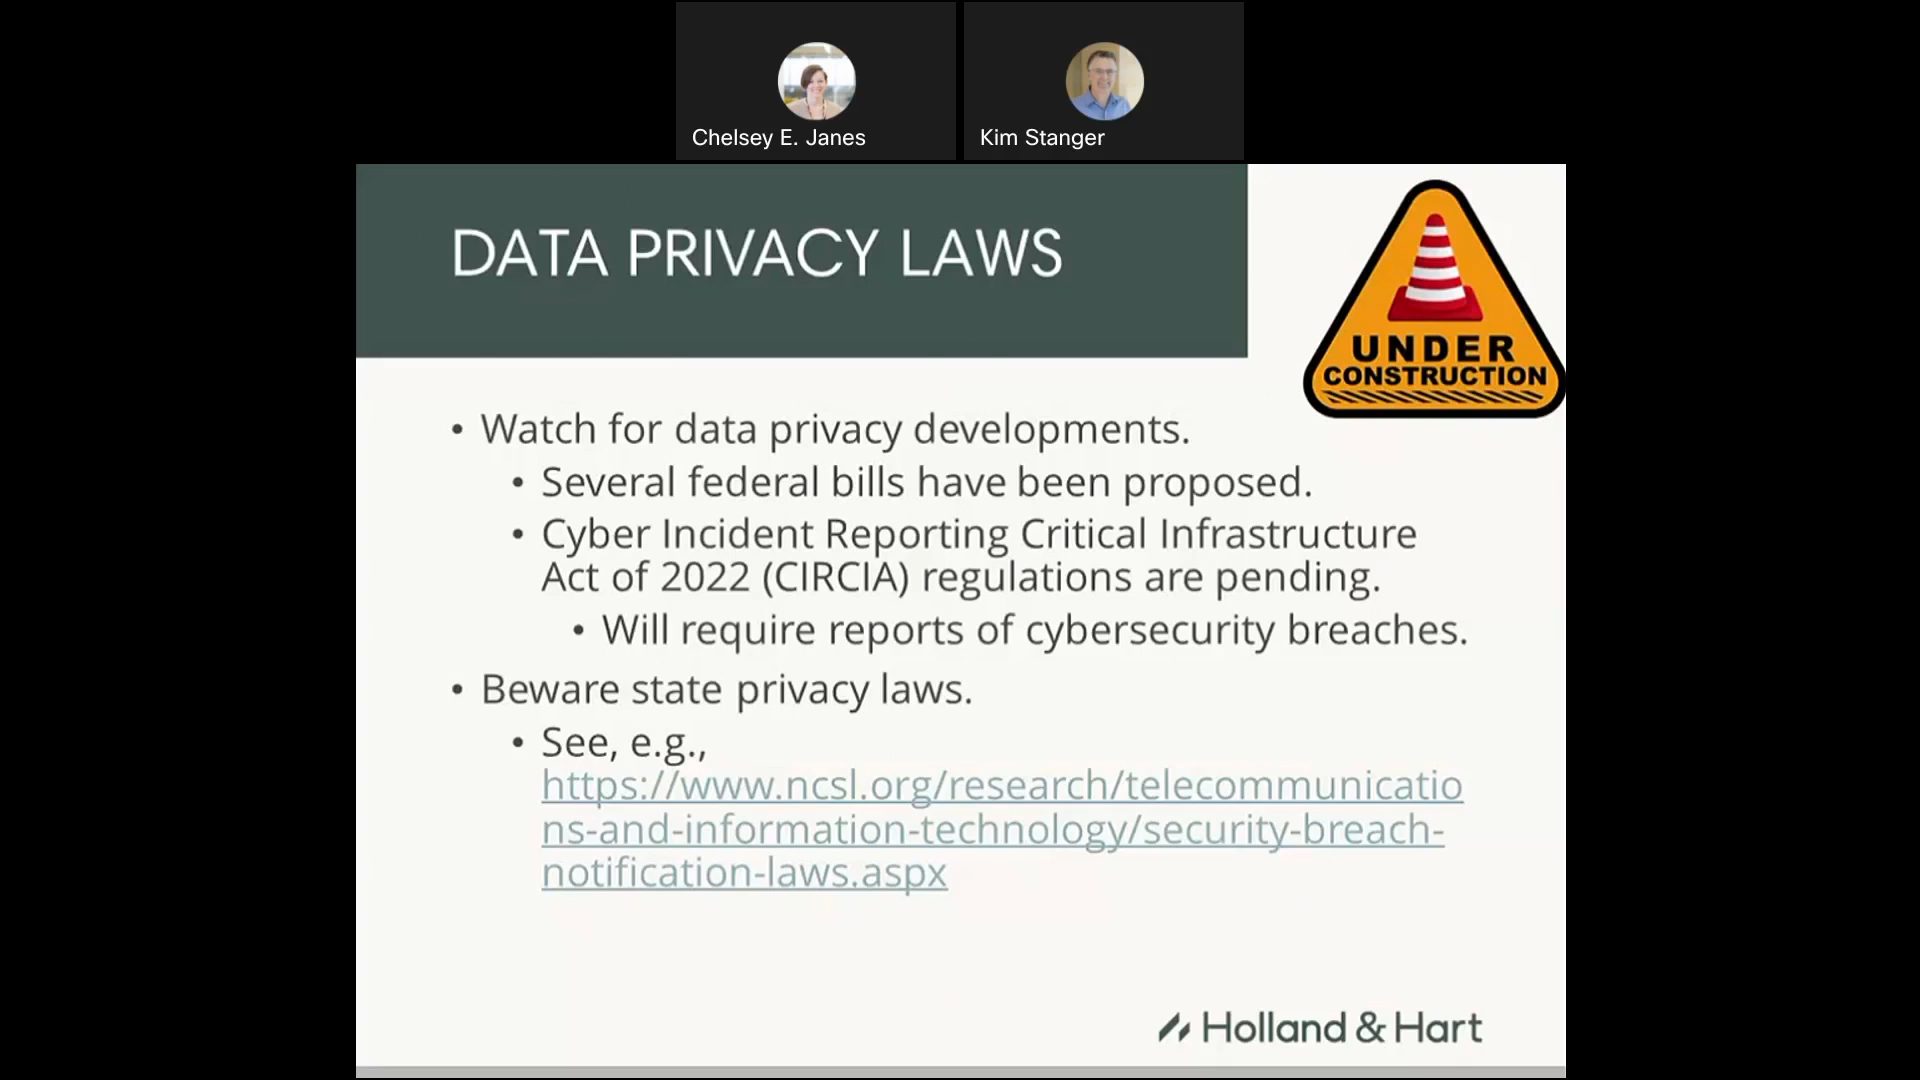 Chelsey E. Janes
Kim Stanger
DATA PRIVACY LAWS
UNDER
CONSTRUCTION
• Watch for data privacy developments.
• Several federal bills have been proposed.
• Cyber Incident Reporting Critical Infrastructure
Act of 2022 (CIRCIA) regulations are pending.
• Will require reports of cybersecurity breaches.
• Beware state privacy laws.
• See, e.g.,
https://www.ncsl.org/research/telecommunicatio
ns-and-information-technology/security-breach-
notification-laws.aspx
Holland & Hart